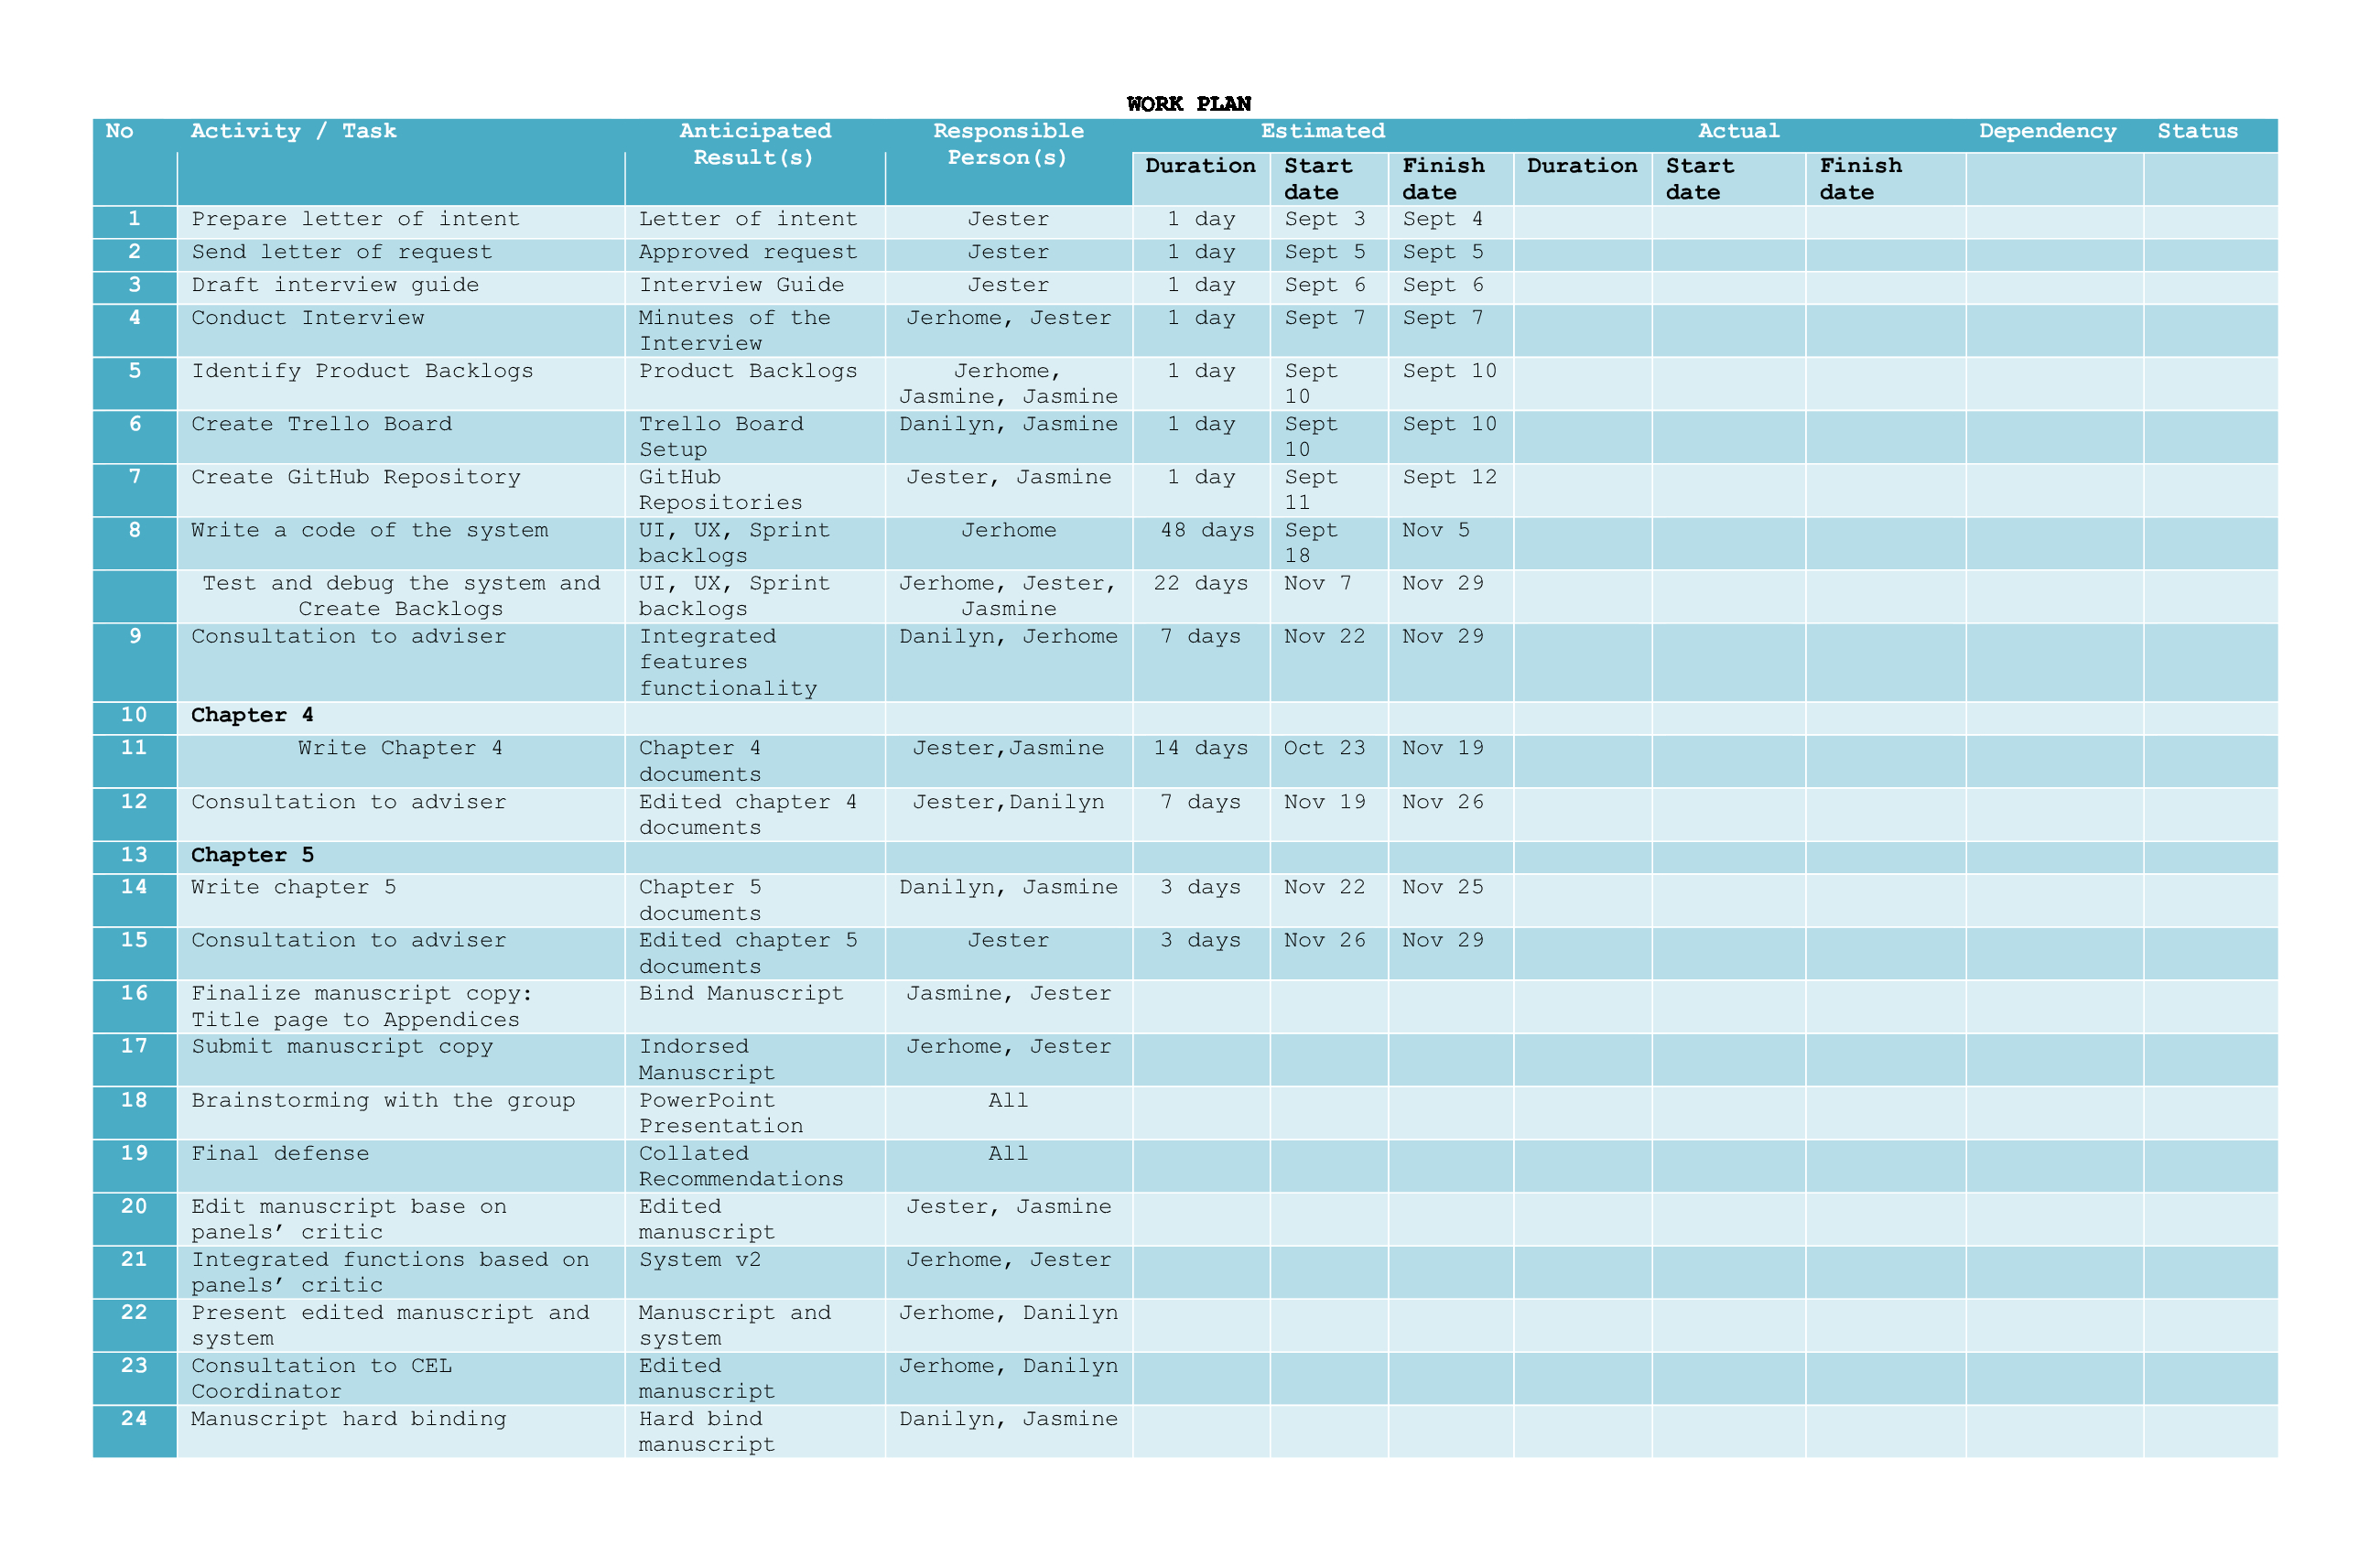 WORK PLAN
No Activity / Task Anticipated Result(s) Responsible Person(s) Estimated Actual Dependency Status
Duration Start date Finish date Duration Start date Finish date
1 Prepare letter of intent Letter of intent Jester 1 day Sept 3 Sept 4
2 Send letter of request Approved request Jester 1 day Sept 5 Sept 5
3 Draft interview guide Interview Guide Jester 1 day Sept 6 Sept 6
4 Conduct Interview Minutes of the Interview Jerhome, Jester 1 day Sept 7 Sept 7
5 Identify Product Backlogs Product Backlogs Jerhome, Jasmine, Jasmine 1 day Sept 10 Sept 10
6 Create Trello Board Trello Board Setup Danilyn, Jasmine 1 day Sept 10 Sept 10
7 Create GitHub Repository GitHub Repositories Jester, Jasmine 1 day Sept 11 Sept 12
8 Write a code of the system UI, UX, Sprint backlogs Jerhome 48 days Sept 18 Nov 5
Test and debug the system and Create Backlogs UI, UX, Sprint backlogs Jerhome, Jester, Jasmine 22 days Nov 7 Nov 29
9 Consultation to adviser Integrated features functionality Danilyn, Jerhome 7 days Nov 22 Nov 29
10 Chapter 4
11 Write Chapter 4 Chapter 4 documents Jester,Jasmine 14 days Oct 23 Nov 19
12 Consultation to adviser Edited chapter 4 documents Jester,Danilyn 7 days Nov 19 Nov 26
13 Chapter 5
14 Write chapter 5 Chapter 5 documents Danilyn, Jasmine 3 days Nov 22 Nov 25
15 Consultation to adviser Edited chapter 5 documents Jester 3 days Nov 26 Nov 29
16 Finalize manuscript copy: Title page to Appendices Bind Manuscript Jasmine, Jester
17 Submit manuscript copy Indorsed Manuscript Jerhome, Jester
18 Brainstorming with the group PowerPoint Presentation All
19 Final defense Collated Recommendations All
20 Edit manuscript base on panels’ critic Edited manuscript Jester, Jasmine
21 Integrated functions based on panels’ critic System v2 Jerhome, Jester
22 Present edited manuscript and system Manuscript and system Jerhome, Danilyn
23 Consultation to CEL Coordinator Edited manuscript Jerhome, Danilyn
24 Manuscript hard binding Hard bind manuscript Danilyn, Jasmine